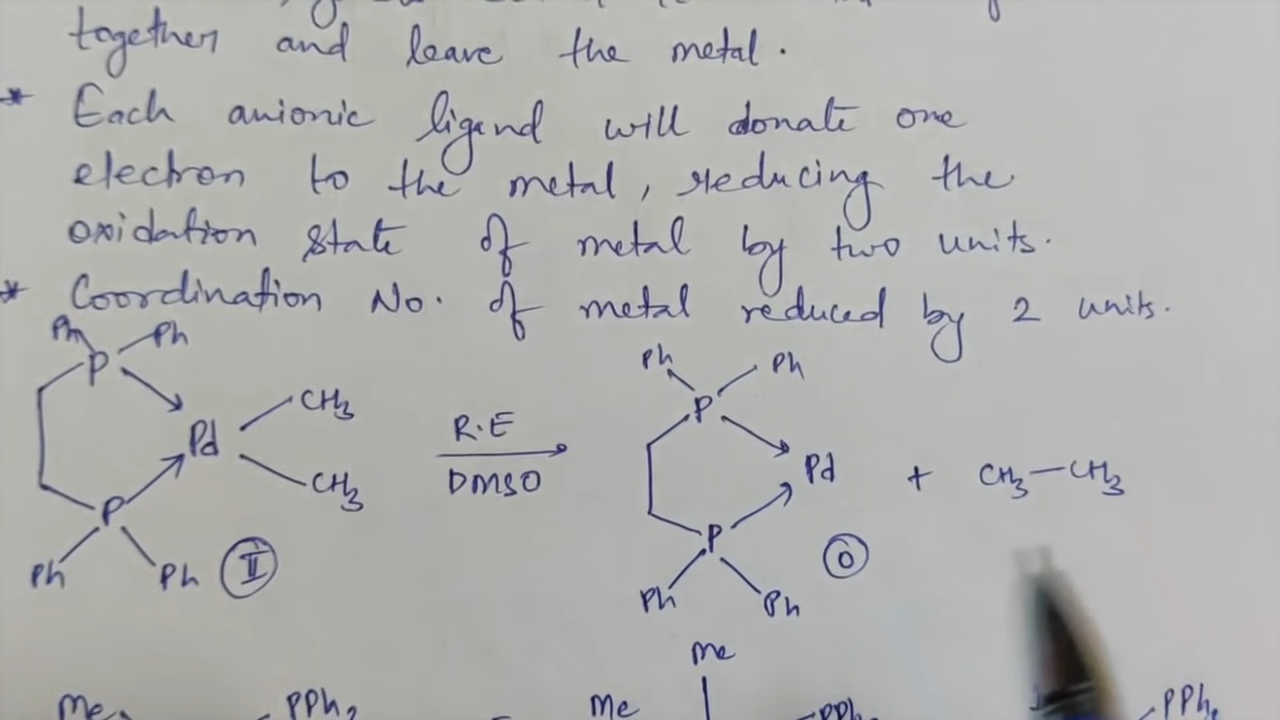 together and leave the metal.
* Each anionic ligand will donate one
electron to the metal, reducing the
oxidation state of metal by two units.
* Coordination No. of metal reduced by 2 units.
Ph Ph
P
Pd
CH3
CH3
P
Ph Ph
II
R.E
DMSO
Ph Ph
P
Pd
P
Ph Ph
0
+ CH3—CH3
Me
Me PPh2
Me PPh2
PPh2